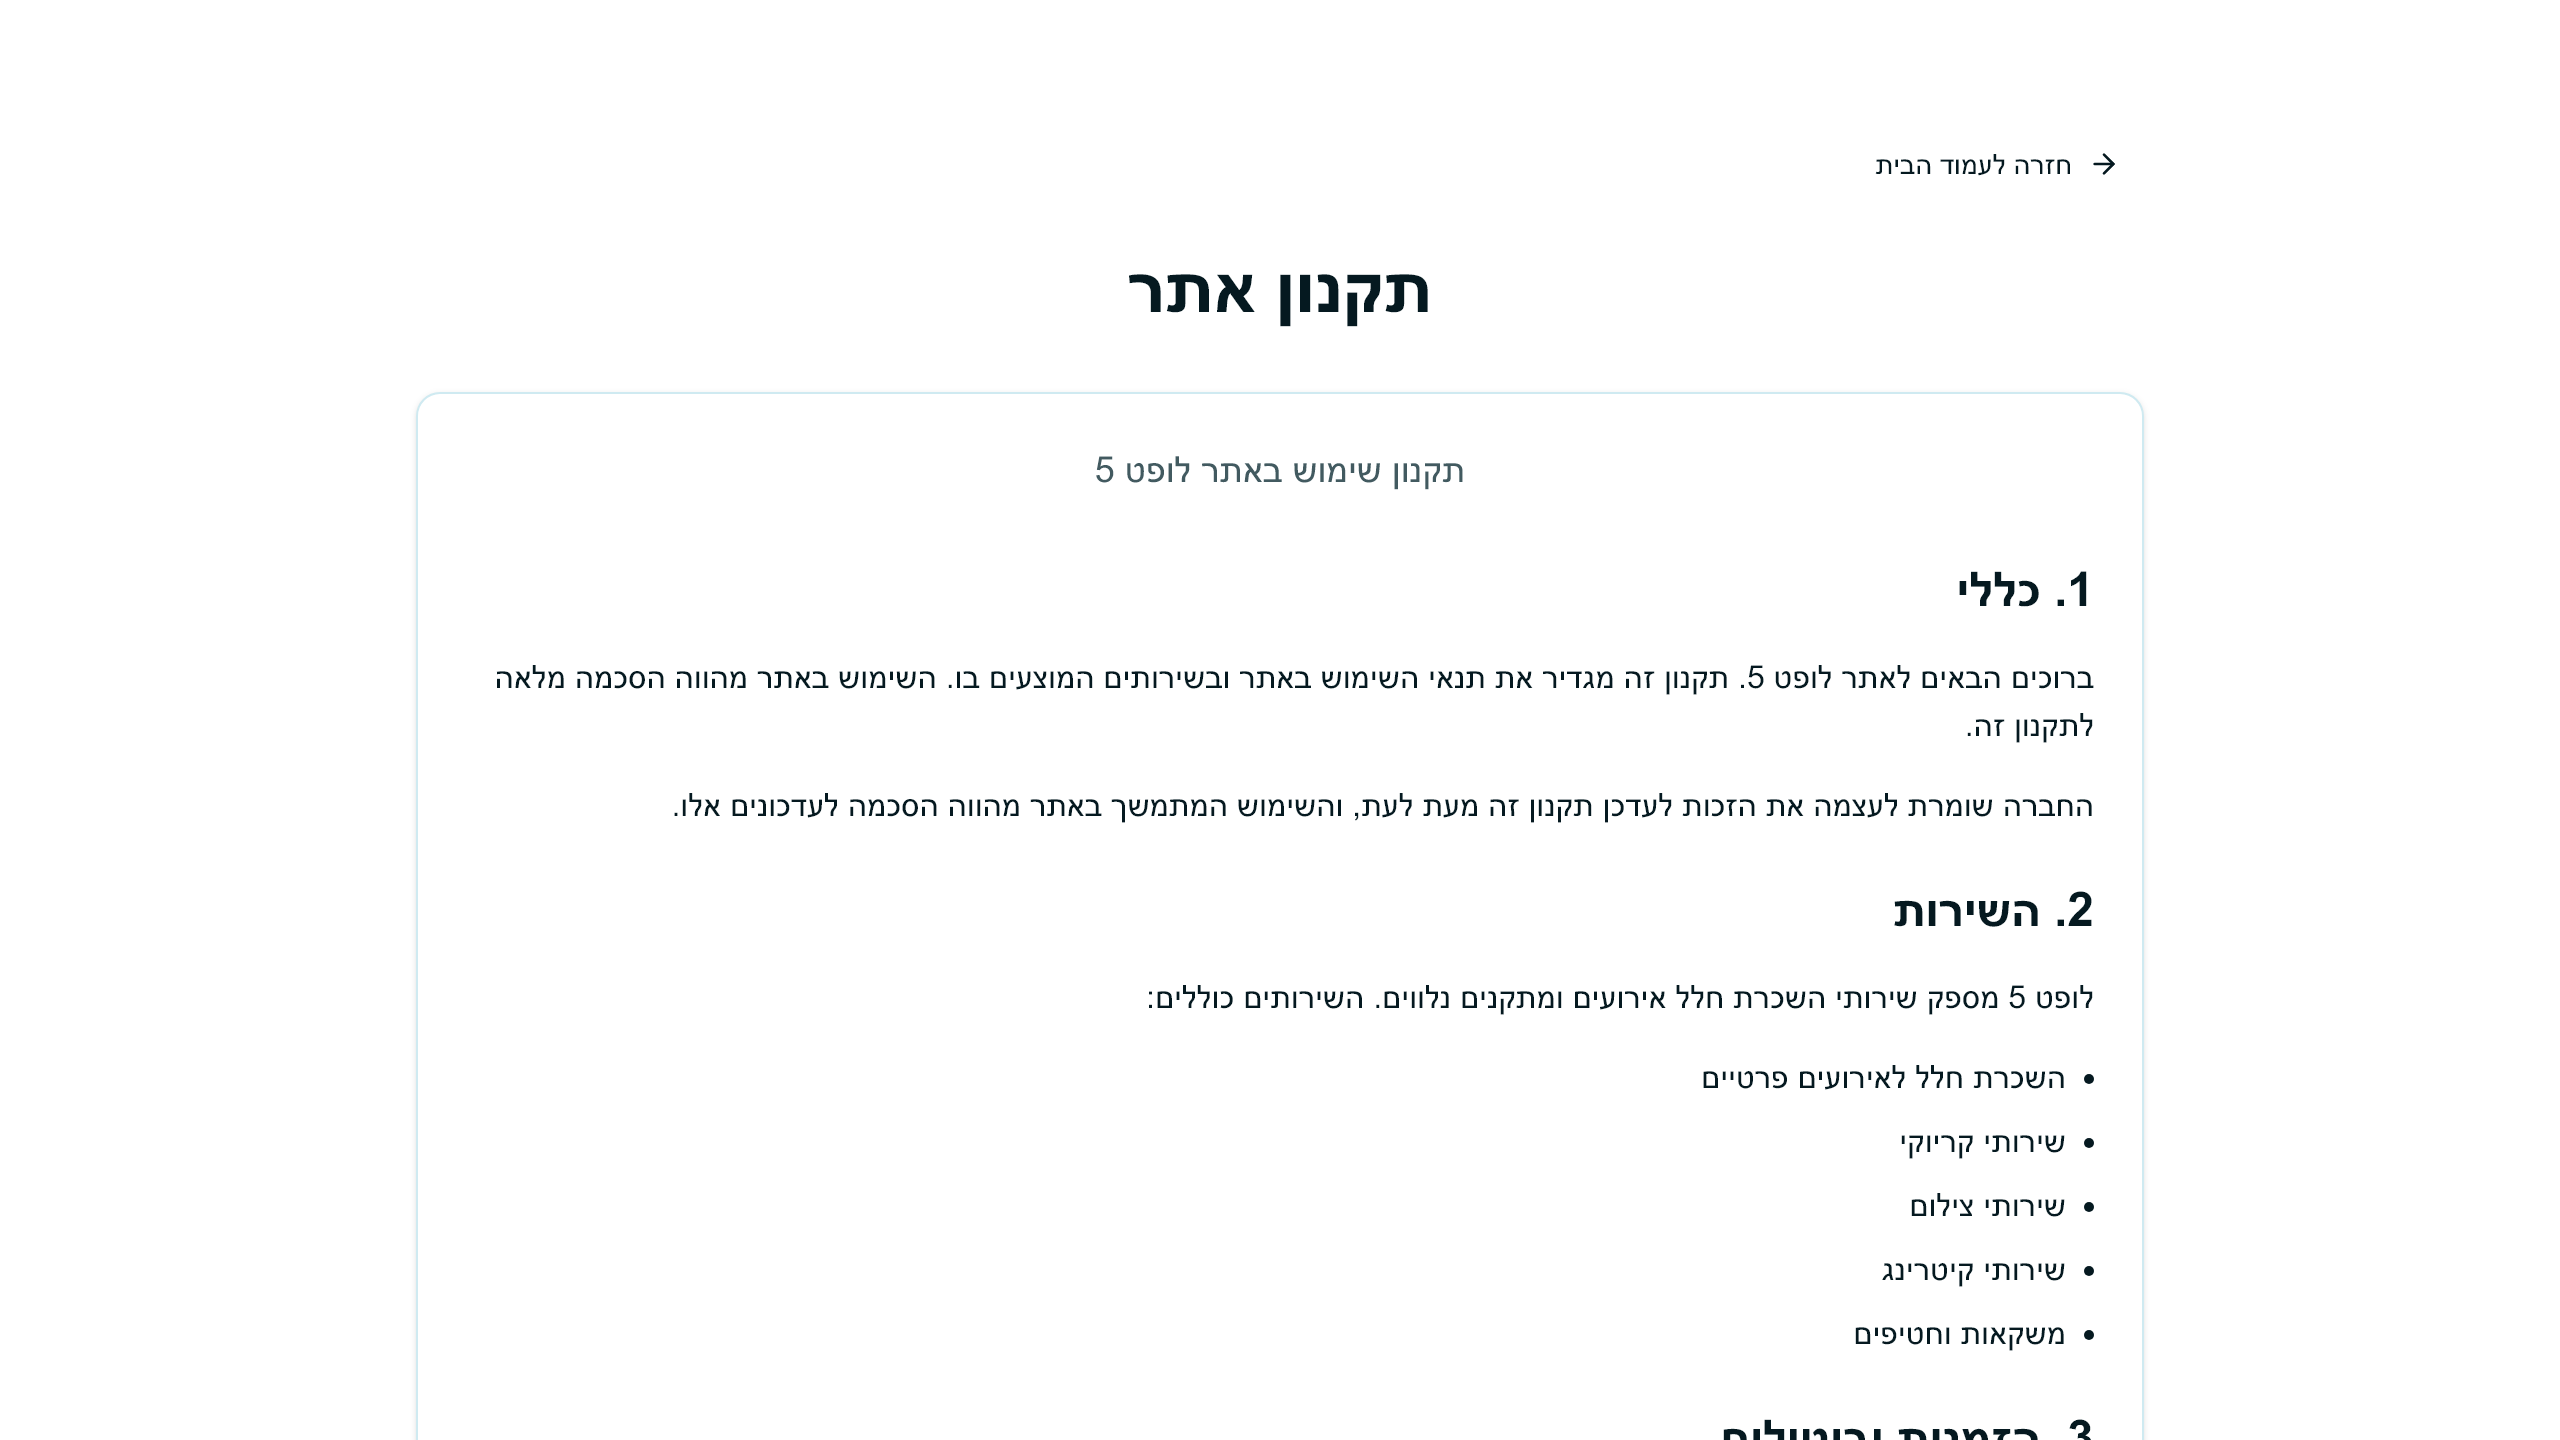 חזרה לעמוד הבית
תקנון אתר
תקנון שימוש באתר לופט 5
1. כללי
ברוכים הבאים לאתר לופט 5. תקנון זה מגדיר את תנאי השימוש באתר ובשירותים המוצעים בו. השימוש באתר מהווה הסכמה מלאה
לתקנון זה.
החברה שומרת לעצמה את הזכות לעדכן תקנון זה מעת לעת, והשימוש המתמשך באתר מהווה הסכמה לעדכונים אלו.
2. השירות
לופט 5 מספק שירותי השכרת חלל אירועים ומתקנים נלווים. השירותים כוללים:
• השכרת חלל לאירועים פרטיים
• שירותי קריוקי
• שירותי צילום
• שירותי קיטרינג
• משקאות וחטיפים
3. הזמנות וביטולים